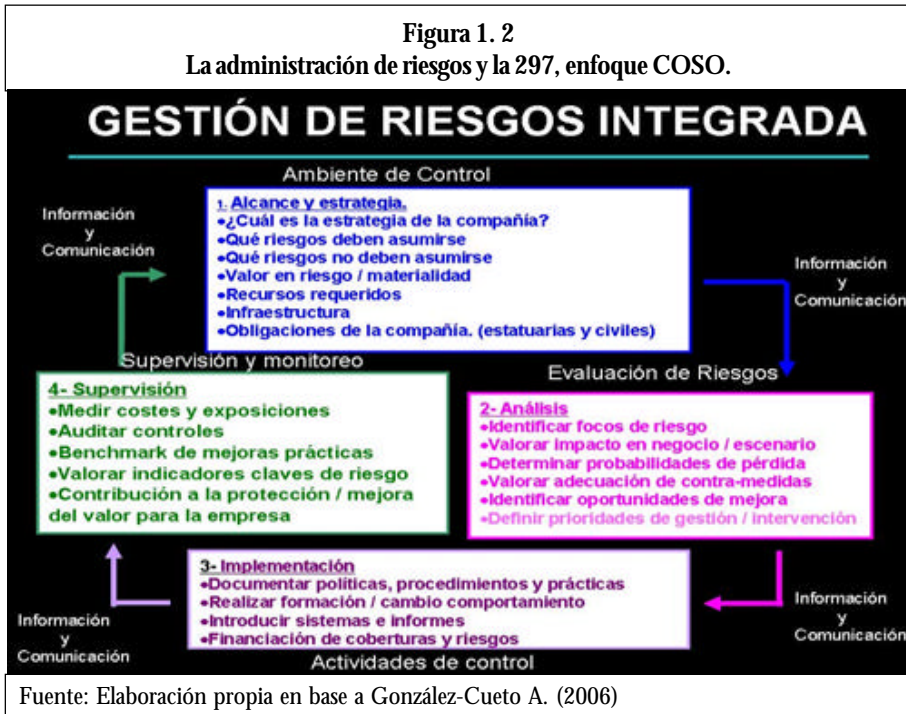 Figura 1. 2
La administración de riesgos y la 297, enfoque COSO.
GESTIÓN DE RIESGOS INTEGRADA
Ambiente de Control
Información
y
Comunicación
1- Alcance y estrategia.
•¿Cuál es la estrategia de la compañía?
•Qué riesgos deben asumirse
•Qué riesgos no deben asumirse
•Valor en riesgo / materialidad
•Recursos requeridos
•Infraestructura
•Obligaciones de la compañía. (estatuarias y civiles)
Información
y
Comunicación
Supervisión y monitoreo
4- Supervisión
•Medir costes y exposiciones
•Auditar controles
•Benchmark de mejoras prácticas
•Valorar indicadores claves de riesgo
•Contribución a la protección / mejora
del valor para la empresa
Evaluación de Riesgos
2- Análisis
•Identificar focos de riesgo
•Valorar impacto en negocio / escenario
•Determinar probabilidades de pérdida
•Valorar adecuación de contra-medidas
•Identificar oportunidades de mejora
•Definir prioridades de gestión / intervención
Información
y
Comunicación
3- Implementación
•Documentar políticas, procedimientos y prácticas
•Realizar formación / cambio comportamiento
•Introducir sistemas e informes
•Financiación de coberturas y riesgos
Actividades de control
Información
y
Comunicación
Fuente: Elaboración propia en base a González-Cueto A. (2006)